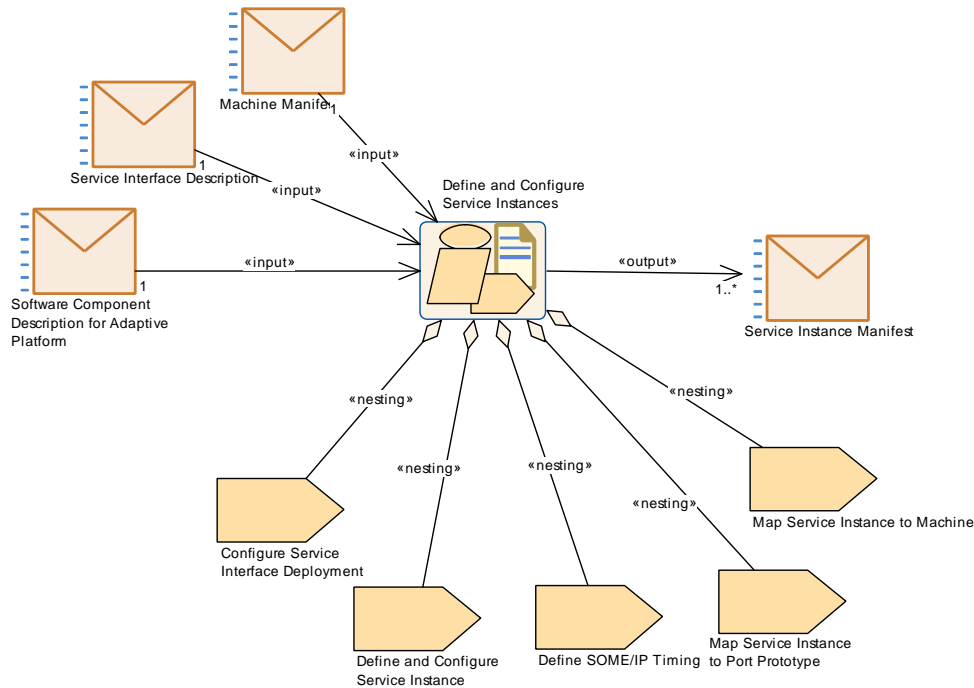 Machine Manife
1
«input»
Service Interface Description
1
«input»
Define and Configure
Service Instances
Software Component
Description for Adaptive
Platform
1
«input»
«output»
1..*
Service Instance Manifest
«nesting»
«nesting»
«nesting»
«nesting»
«nesting»
Map Service Instance to Machine
Configure Service
Interface Deployment
Define and Configure
Service Instance
Define SOME/IP Timing
Map Service Instance
to Port Prototype